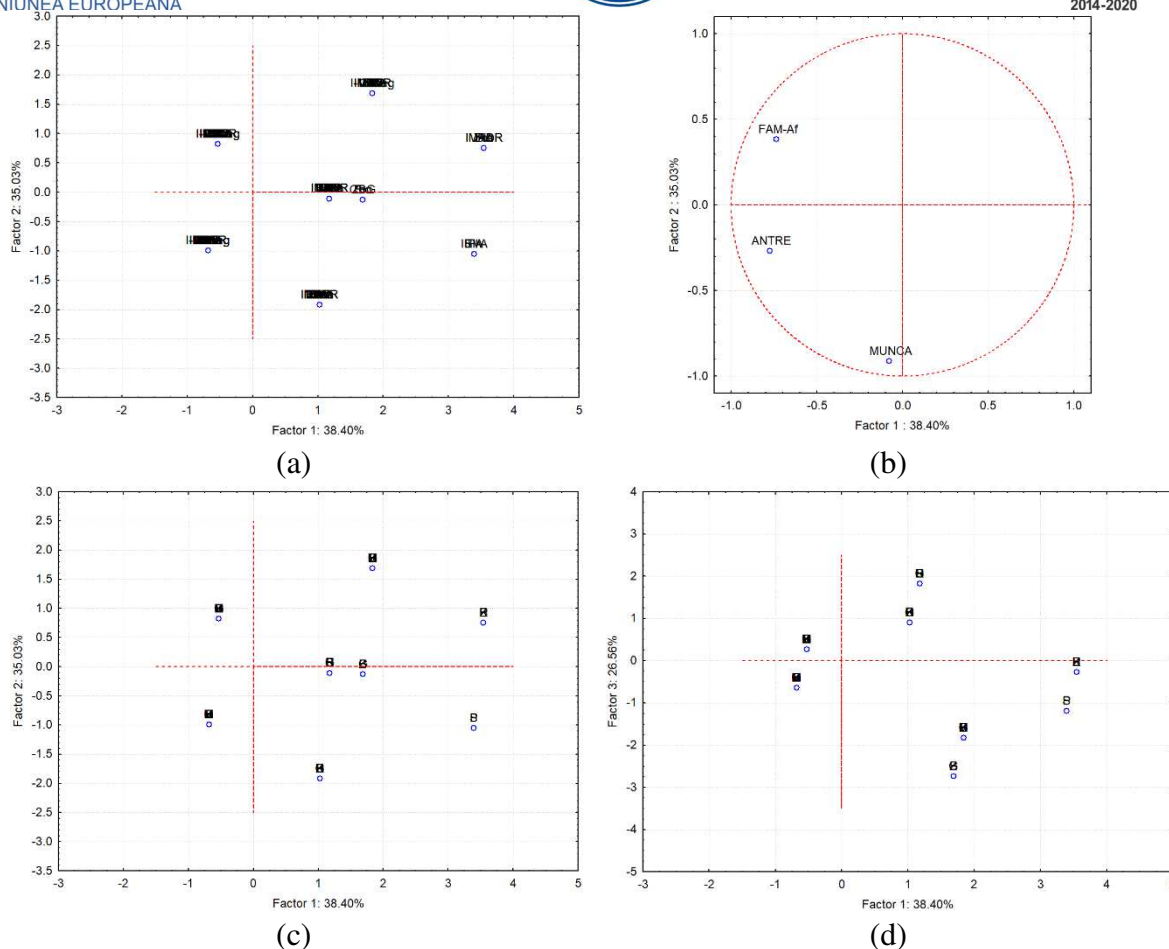 UNIUNEA EUROPEANĂ
2014-2020
3.0
2.5
2.0
1.5
1.0
0.5
0.0
-0.5
-1.0
-1.5
-2.0
-2.5
-3.0
-3.5
Factor 2: 35.03%
-3 -2 -1 0 1 2 3 4 5
Factor 1: 38.40%
(a)
1.0
0.5
0.0
-0.5
-1.0
Factor 2 : 35.03%
FAM-Af
ANTRE
MUNCA
-1.0 -0.5 0.0 0.5 1.0
Factor 1 : 38.40%
(b)
3.0
2.5
2.0
1.5
1.0
0.5
0.0
-0.5
-1.0
-1.5
-2.0
-2.5
-3.0
-3.5
Factor 2: 35.03%
-3 -2 -1 0 1 2 3 4 5
Factor 1: 38.40%
(c)
4
3
2
1
0
-1
-2
-3
-4
-5
Factor 3: 26.56%
-3 -2 -1 0 1 2 3 4
Factor 1: 38.40%
(d)